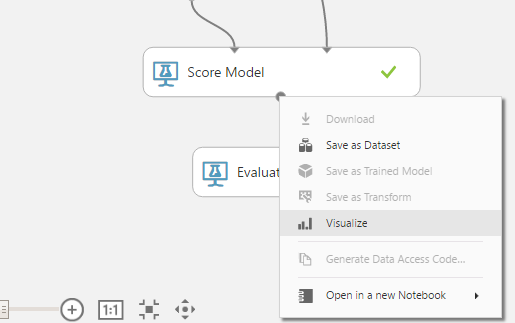 Score Model
Download
Save as Dataset
Save as Trained Model
Evaluat
Save as Transform
Visualize
Generate Data Access Code...
Open in a new Notebook
1:1